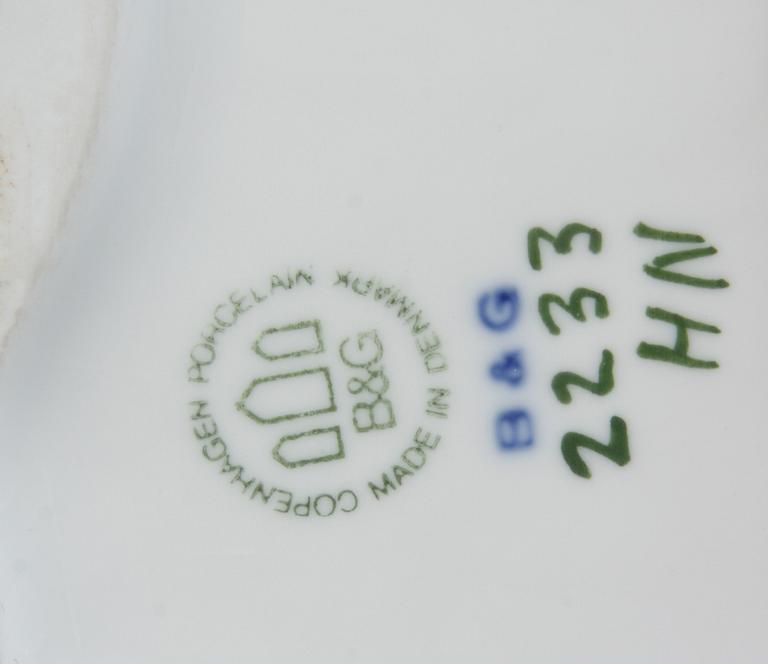 COPENHAGEN PORCELAIN
B&G
MADE IN DENMARK
B & G
2233
HN